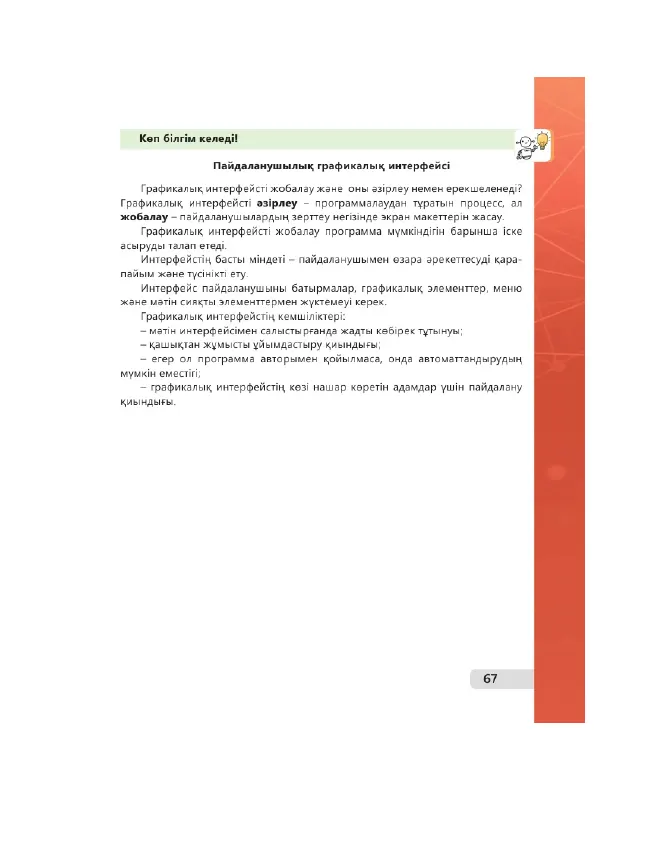 Көп білгім келеді!
Пайдаланушылық графикалық интерфейсі
Графикалық интерфейсті жобалау және оны әзірлеу немен ерекшеленеді?
Графикалық интерфейсті әзірлеу – программалаудан тұратын процесс, ал
жобалау – пайдаланушылардың зерттеу негізінде экран макеттерін жасау.
Графикалық интерфейсті жобалау программа мүмкіндігін барынша іске
асыруды талап етеді.
Интерфейстің басты міндеті – пайдаланушымен өзара әрекеттесуді қара-
пайым және түсінікті ету.
Интерфейс пайдаланушыны батырмалар, графикалық элементтер, меню
және мәтін сияқты элементтермен жүктемеуі керек.
Графикалық интерфейстің кемшіліктері:
– мәтін интерфейсімен салыстырғанда жадты көбірек тұтынуы;
– қашықтан жұмысты ұйымдастыру қиындығы;
– егер ол программа авторымен қойылмаса, онда автоматтандырудың
мүмкін еместігі;
– графикалық интерфейстің көзі нашар көретін адамдар үшін пайдалану
қиындығы.
67